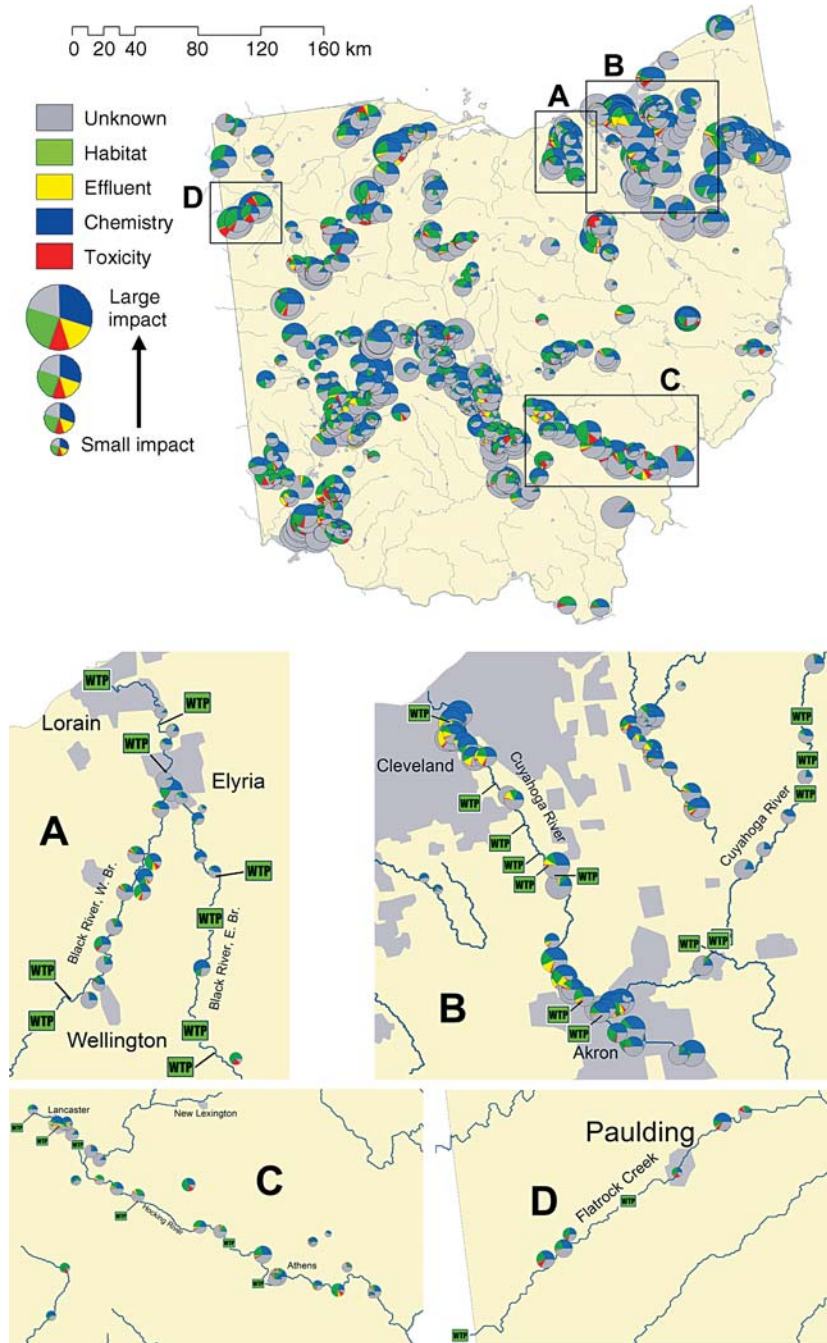 0 20 40 80 120 160 km
Unknown
Habitat
Effluent
Chemistry
Toxicity
Large impact
Small impact
A
B
C
D
WTP
Lorain
WTP
WTP
Elyria
A
Black River, W. Br.
WTP
WTP
Black River, E. Br.
WTP
WTP
Wellington
WTP
WTP
WTP
Cleveland
Cuyahoga River
WTP
WTP
WTP
WTP
WTP
WTP
WTP
WTP
Cuyahoga River
WTP
WTP
B
WTP
WTP
Akron
Lancaster
New Lexington
WTP
WTP
WTP
C
Hocking River
WTP
WTP
Athens
WTP
Paulding
Flatrock Creek
D
WTP
WTP